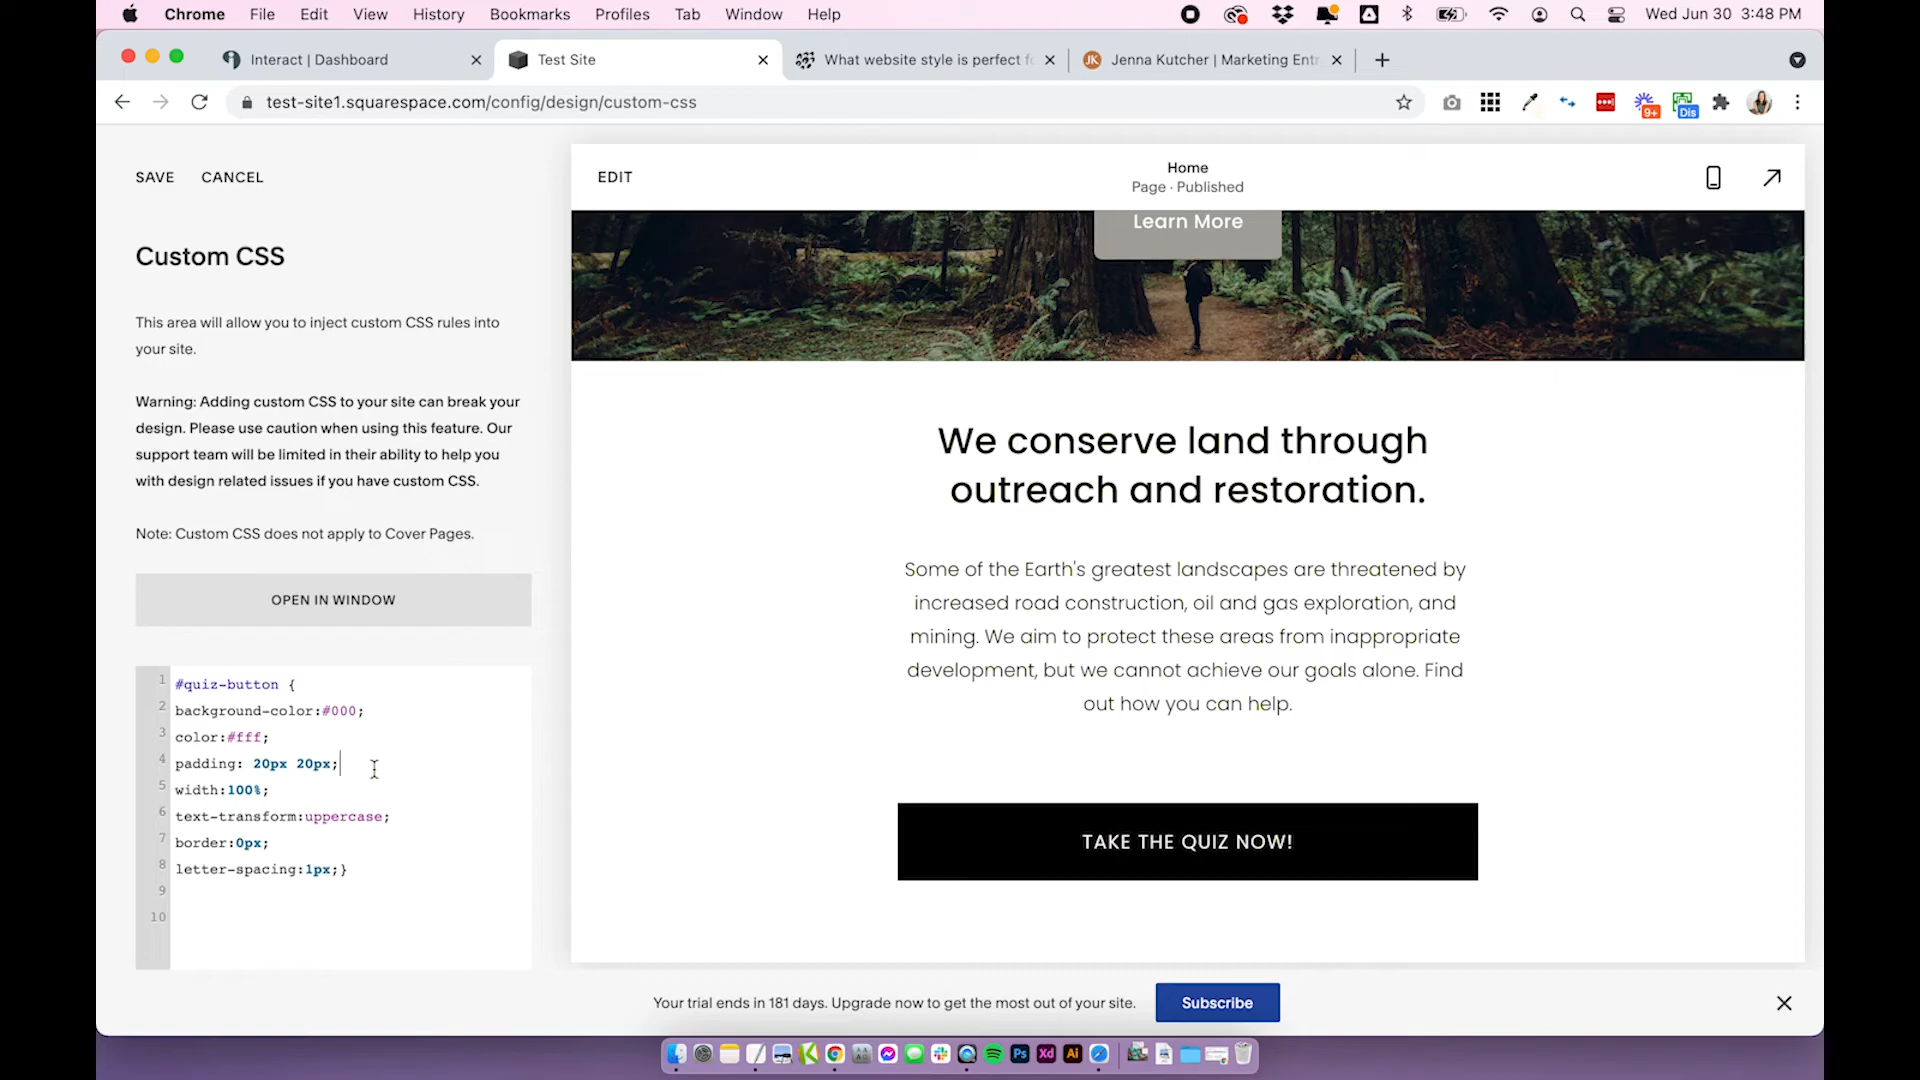 Chrome File Edit View History Bookmarks Profiles Tab Window Help Wed Jun 30 3:48 PM
Interact | Dashboard Test Site What website style is perfect fo Jenna Kutcher | Marketing Entr
test-site1.squarespace.com/config/design/custom-css
9+ Dis
SAVE CANCEL
EDIT
Home
Page · Published
Learn More
Custom CSS
This area will allow you to inject custom CSS rules into
your site.
Warning: Adding custom CSS to your site can break your
design. Please use caution when using this feature. Our
support team will be limited in their ability to help you
with design related issues if you have custom CSS.
Note: Custom CSS does not apply to Cover Pages.
OPEN IN WINDOW
1 #quiz-button {
2 background-color:#000;
3 color:#fff;
4 padding: 20px 20px;
5 width:100%;
6 text-transform:uppercase;
7 border:0px;
8 letter-spacing:1px;}
9
10
We conserve land through
outreach and restoration.
Some of the Earth's greatest landscapes are threatened by
increased road construction, oil and gas exploration, and
mining. We aim to protect these areas from inappropriate
development, but we cannot achieve our goals alone. Find
out how you can help.
TAKE THE QUIZ NOW!
Your trial ends in 181 days. Upgrade now to get the most out of your site. Subscribe
Ps Xd Ai